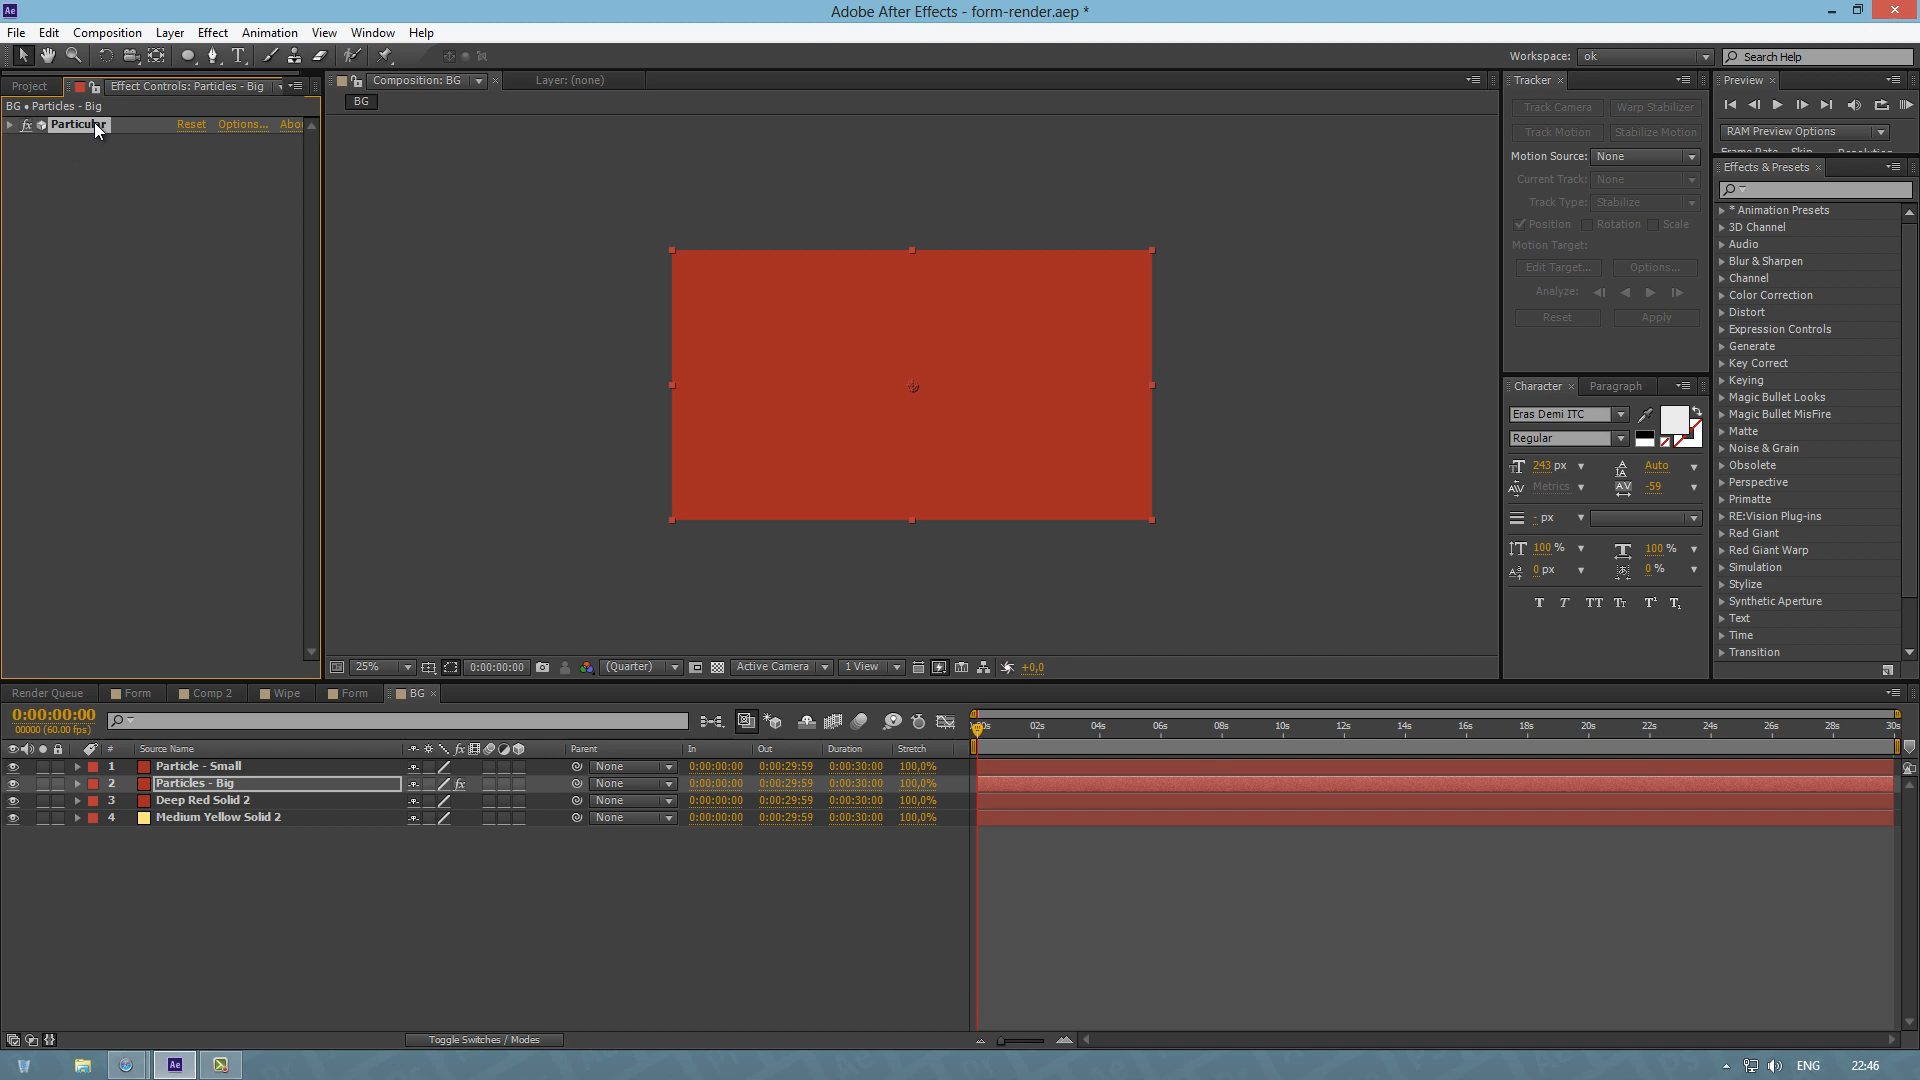 Ae
Adobe After Effects - form-render.aep *
File Edit Composition Layer Effect Animation View Window Help
Workspace: ok
Search Help
Project
Effect Controls: Particles - Big
BG • Particles - Big
fx Particular Reset Options... Abou
Composition: BG
Layer: (none)
BG
Tracker
Track Camera Warp Stabilizer
Track Motion Stabilize Motion
Motion Source: None
Current Track: None
Track Type: Stabilize
Position Rotation Scale
Motion Target:
Edit Target... Options...
Analyze:
Reset Apply
Character Paragraph
Eras Demi ITC
Regular
243 px Auto
Metrics -59
- px
100 % 100 %
0 px 0 %
T T TT Tt T¹ T₁
Preview
RAM Preview Options
Frame Rate Skip Resolution
Effects & Presets
* Animation Presets
3D Channel
Audio
Blur & Sharpen
Channel
Color Correction
Distort
Expression Controls
Generate
Key Correct
Keying
Magic Bullet Looks
Magic Bullet MisFire
Matte
Noise & Grain
Obsolete
Perspective
Primatte
RE:Vision Plug-ins
Red Giant
Red Giant Warp
Simulation
Stylize
Synthetic Aperture
Text
Time
Transition
25% 0:00:00:00 (Quarter) Active Camera 1 View +0,0
Render Queue Form Comp 2 Wipe Form BG
0:00:00:00
00000 (60.00 fps)
02s 04s 06s 08s 10s 12s 14s 16s 18s 20s 22s 24s 26s 28s 30s
# Source Name fx Parent In Out Duration Stretch
1 Particle - Small None 0:00:00:00 0:00:29:59 0:00:30:00 100,0%
2 Particles - Big fx None 0:00:00:00 0:00:29:59 0:00:30:00 100,0%
3 Deep Red Solid 2 None 0:00:00:00 0:00:29:59 0:00:30:00 100,0%
4 Medium Yellow Solid 2 None 0:00:00:00 0:00:29:59 0:00:30:00 100,0%
Toggle Switches / Modes
Ae
ENG 22:46